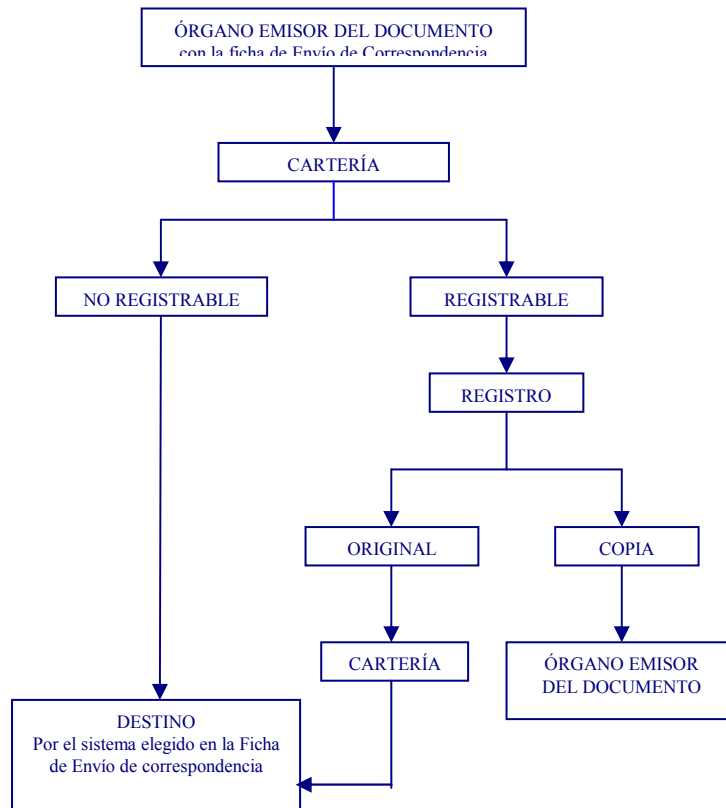 ÓRGANO EMISOR DEL DOCUMENTO
con la ficha de Envío de Correspondencia
CARTERÍA
NO REGISTRABLE
REGISTRABLE
REGISTRO
ORIGINAL
COPIA
CARTERÍA
ÓRGANO EMISOR
DEL DOCUMENTO
DESTINO
Por el sistema elegido en la Ficha
de Envío de correspondencia